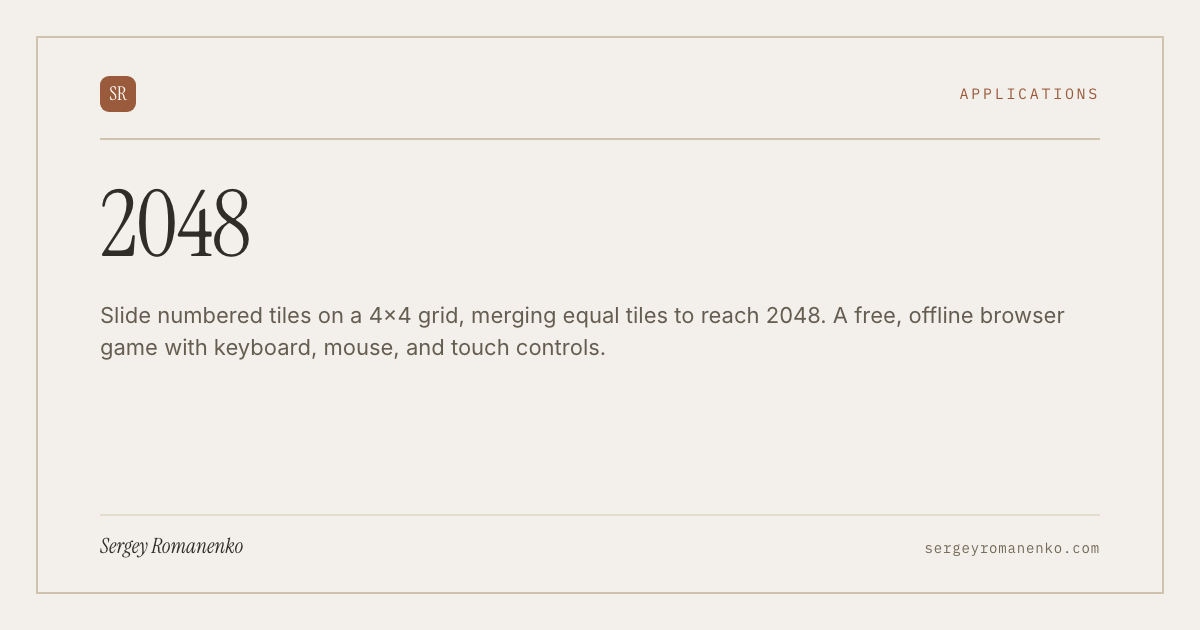 SR
APPLICATIONS
2048
Slide numbered tiles on a 4×4 grid, merging equal tiles to reach 2048. A free, offline browser
game with keyboard, mouse, and touch controls.
Sergey Romanenko
sergeyromanenko.com